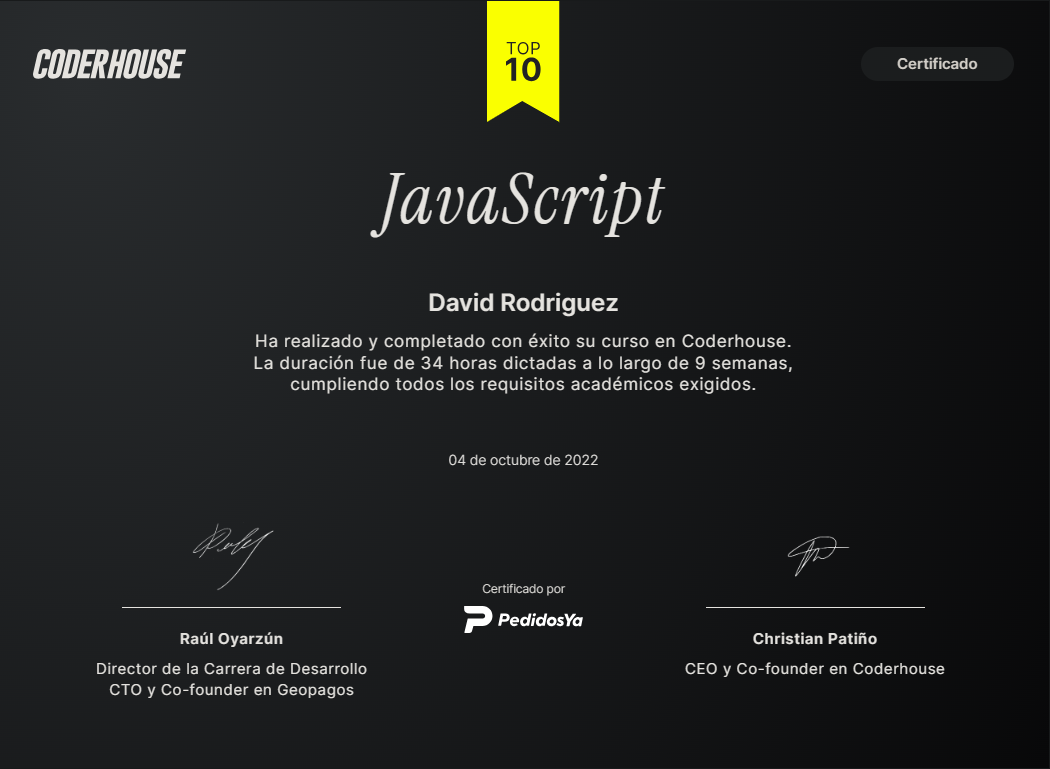 CODERHOUSE
TOP
10
Certificado
JavaScript
David Rodriguez
Ha realizado y completado con éxito su curso en Coderhouse.
La duración fue de 34 horas dictadas a lo largo de 9 semanas,
cumpliendo todos los requisitos académicos exigidos.
04 de octubre de 2022
Certificado por
PedidosYa
Raúl Oyarzún
Director de la Carrera de Desarrollo
CTO y Co-founder en Geopagos
Christian Patiño
CEO y Co-founder en Coderhouse